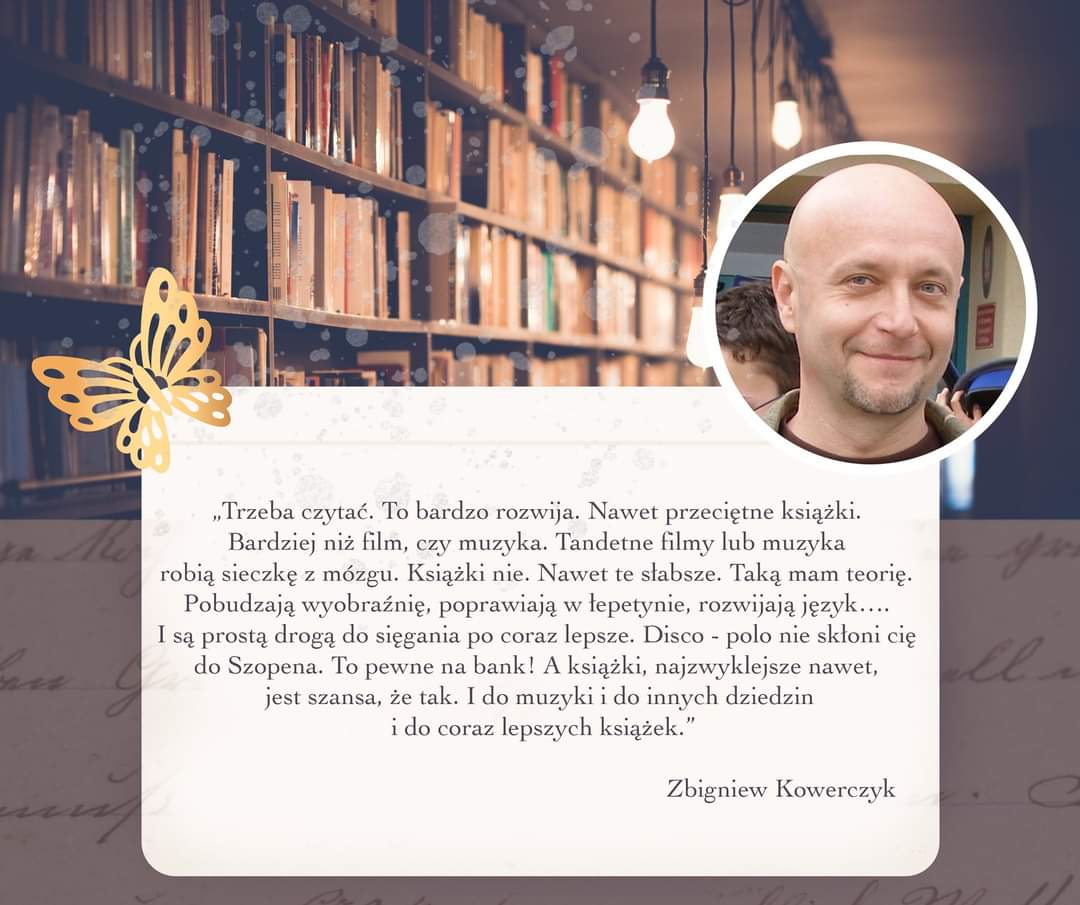 „Trzeba czytać. To bardzo rozwija. Nawet przeciętne książki.
Bardziej niż film, czy muzyka. Tandetne filmy lub muzyka
robią sieczkę z mózgu. Książki nie. Nawet te słabsze. Taką mam teorię.
Pobudzają wyobraźnię, poprawiają w łepetynie, rozwijają język….
I są prostą drogą do sięgania po coraz lepsze. Disco - polo nie skłoni cię
do Szopena. To pewne na bank! A książki, najzwyklejsze nawet,
jest szansa, że tak. I do muzyki i do innych dziedzin
i do coraz lepszych książek.”
Zbigniew Kowerczyk